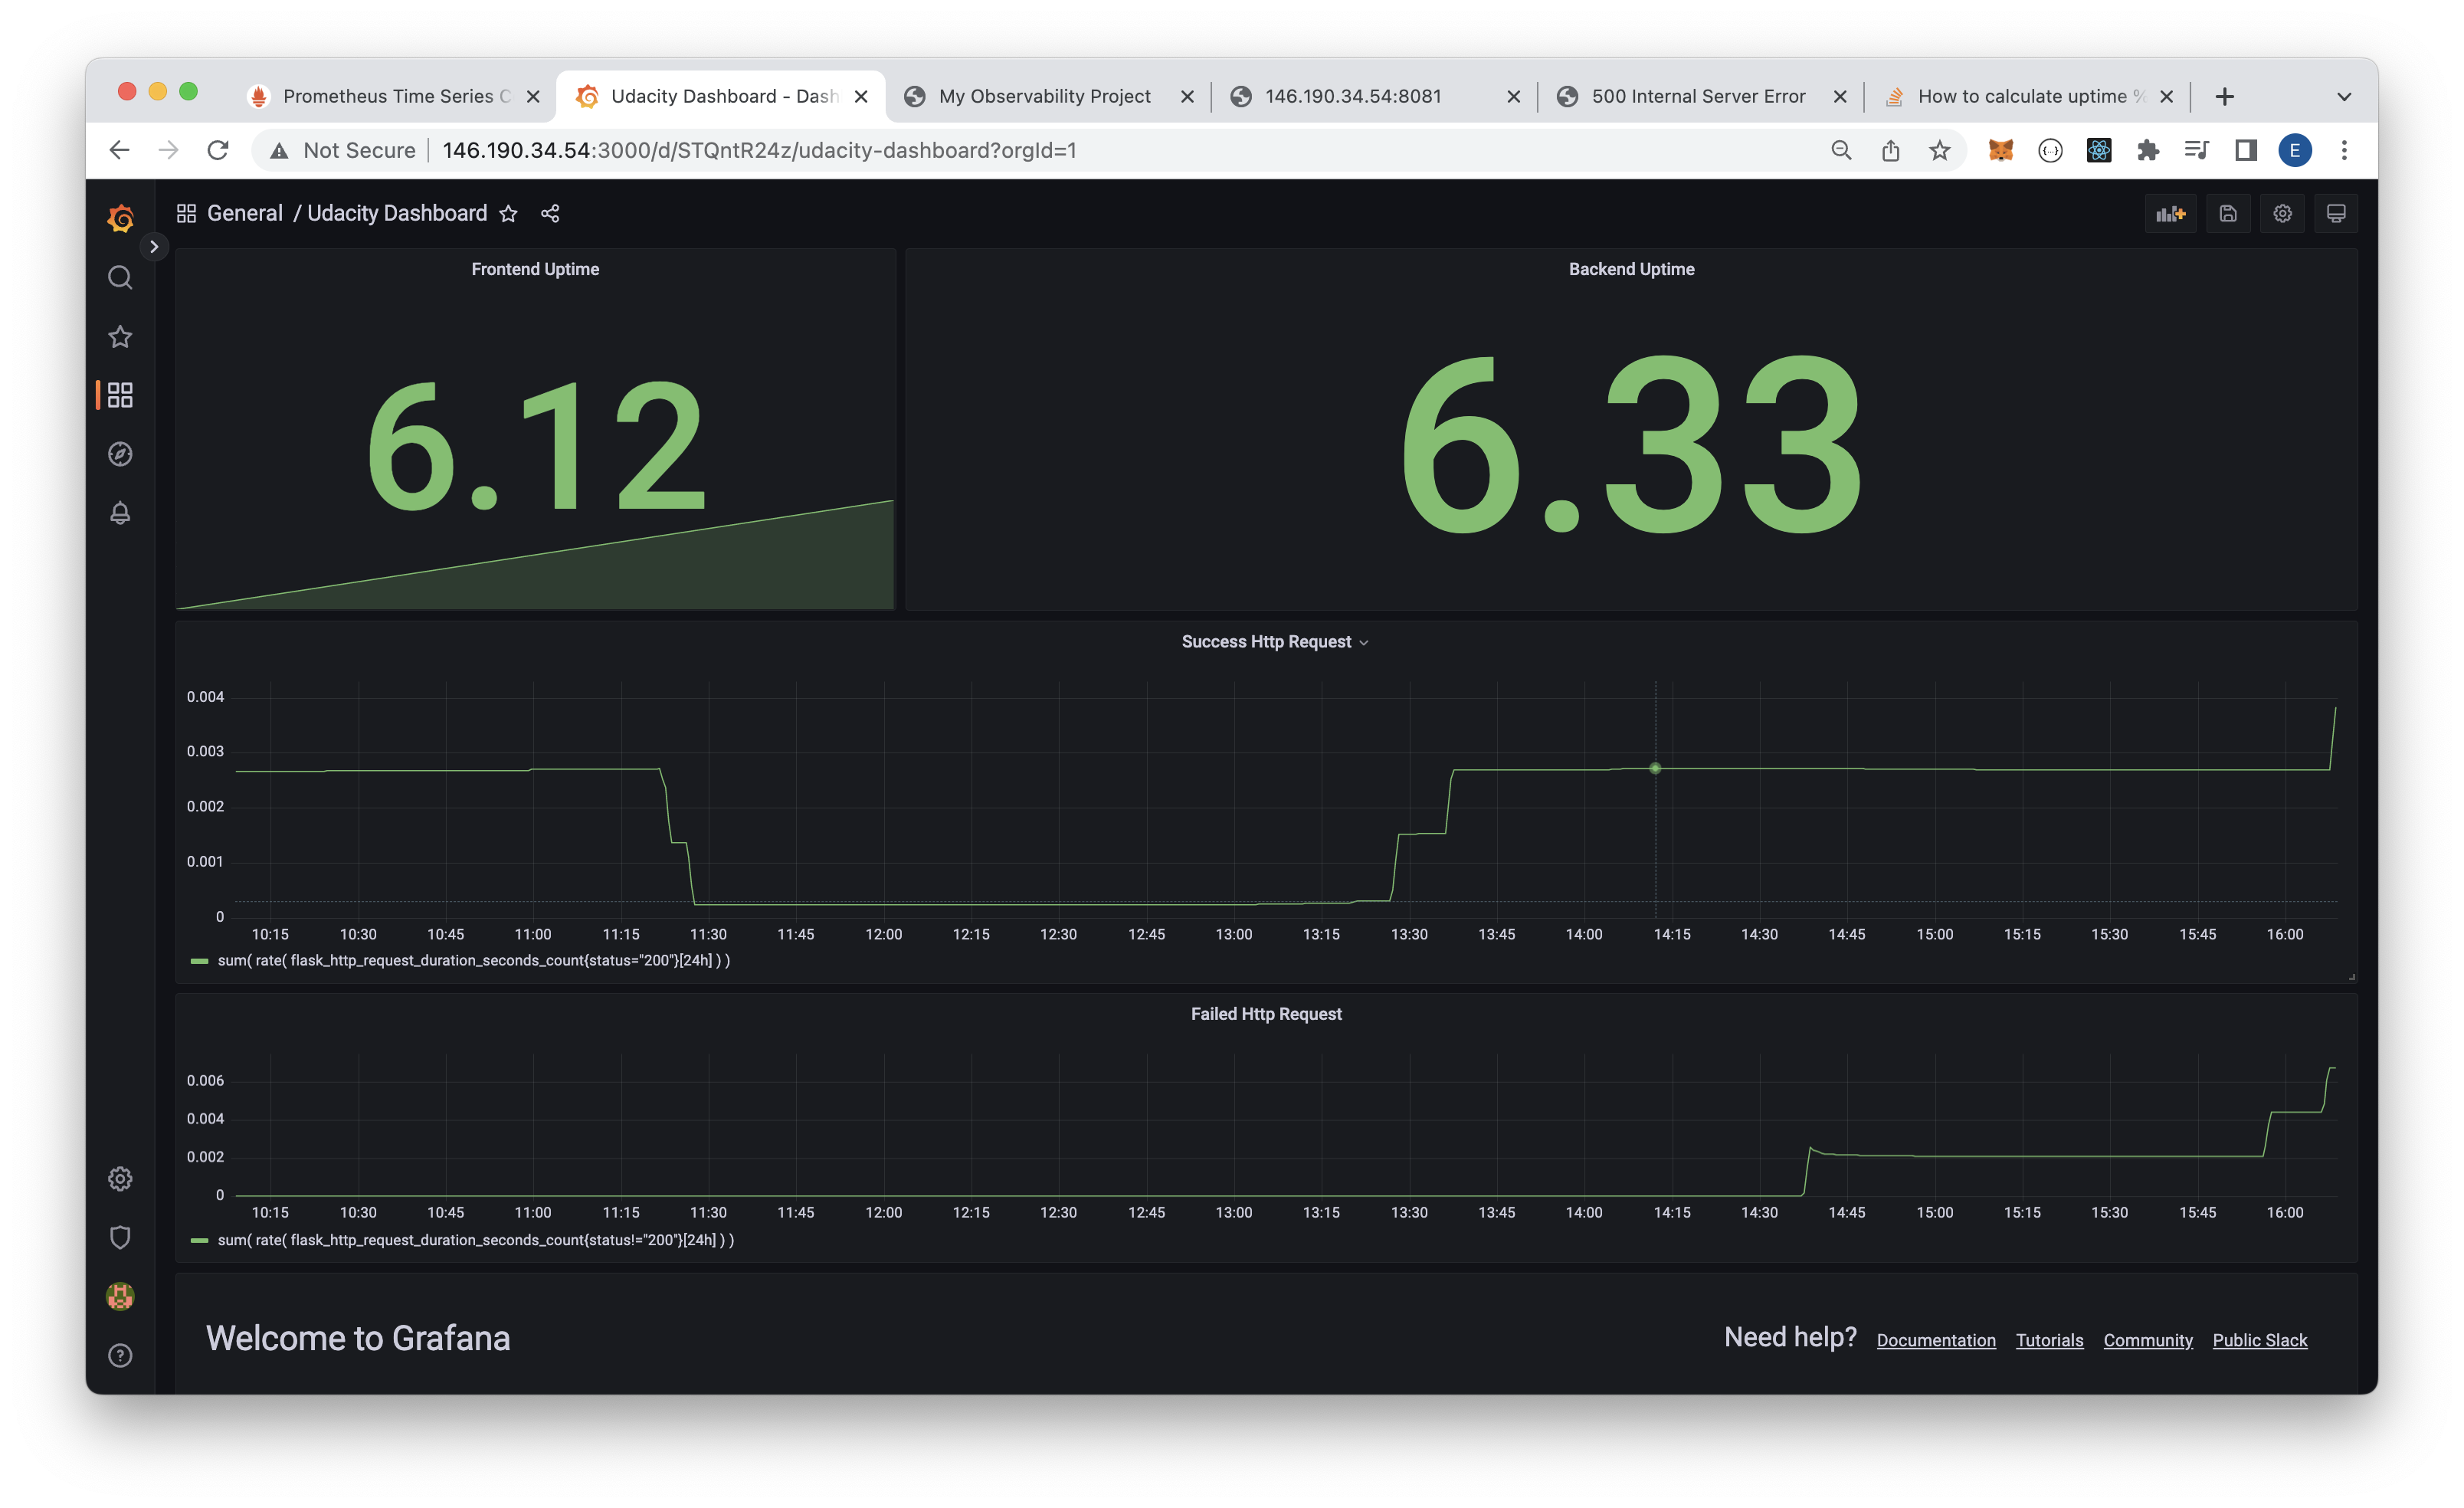 Prometheus Time Series C
Udacity Dashboard - Dash
My Observability Project
146.190.34.54:8081
500 Internal Server Error
How to calculate uptime %
Not Secure
146.190.34.54:3000/d/STQntR24z/udacity-dashboard?orgId=1
E
General / Udacity Dashboard
Frontend Uptime
6.12
Backend Uptime
6.33
Success Http Request
0.004
0.003
0.002
0.001
0
10:15 10:30 10:45 11:00 11:15 11:30 11:45 12:00 12:15 12:30 12:45 13:00 13:15 13:30 13:45 14:00 14:15 14:30 14:45 15:00 15:15 15:30 15:45 16:00
sum( rate( flask_http_request_duration_seconds_count{status="200"}[24h] ) )
Failed Http Request
0.006
0.004
0.002
0
10:15 10:30 10:45 11:00 11:15 11:30 11:45 12:00 12:15 12:30 12:45 13:00 13:15 13:30 13:45 14:00 14:15 14:30 14:45 15:00 15:15 15:30 15:45 16:00
sum( rate( flask_http_request_duration_seconds_count{status!="200"}[24h] ) )
Welcome to Grafana
Need help? Documentation Tutorials Community Public Slack